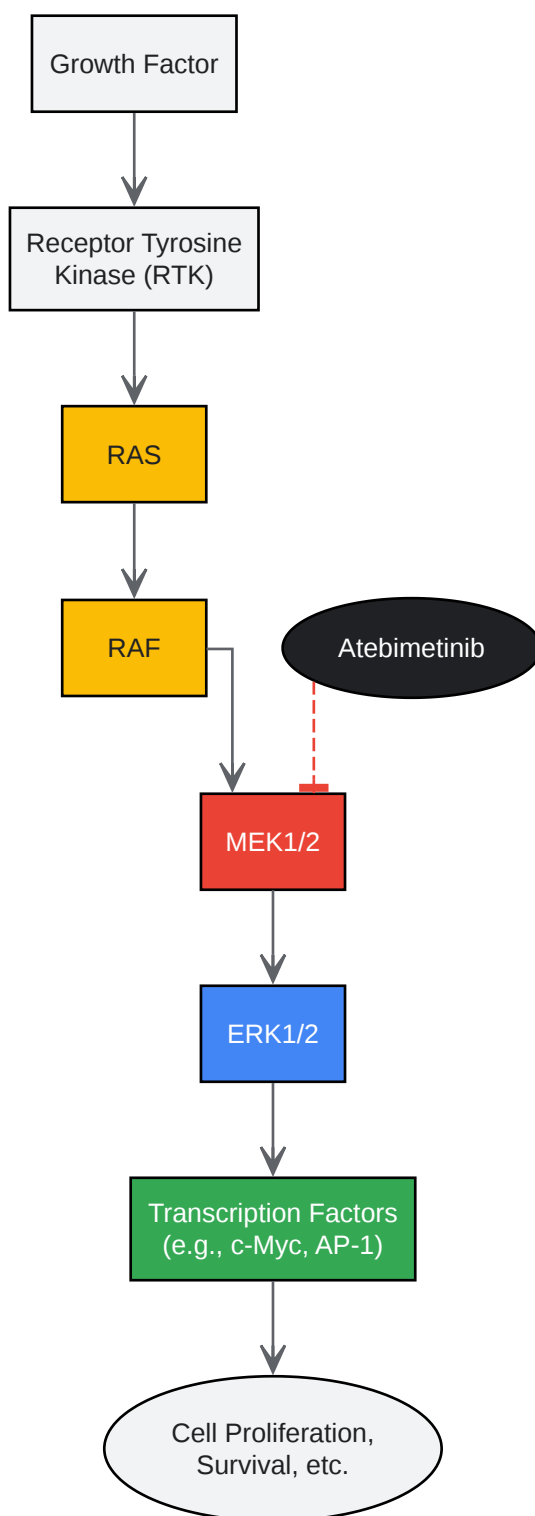 Growth Factor
Receptor Tyrosine
Kinase (RTK)
RAS
RAF
Atebimetinib
MEK1/2
ERK1/2
Transcription Factors
(e.g., c-Myc, AP-1)
Cell Proliferation,
Survival, etc.